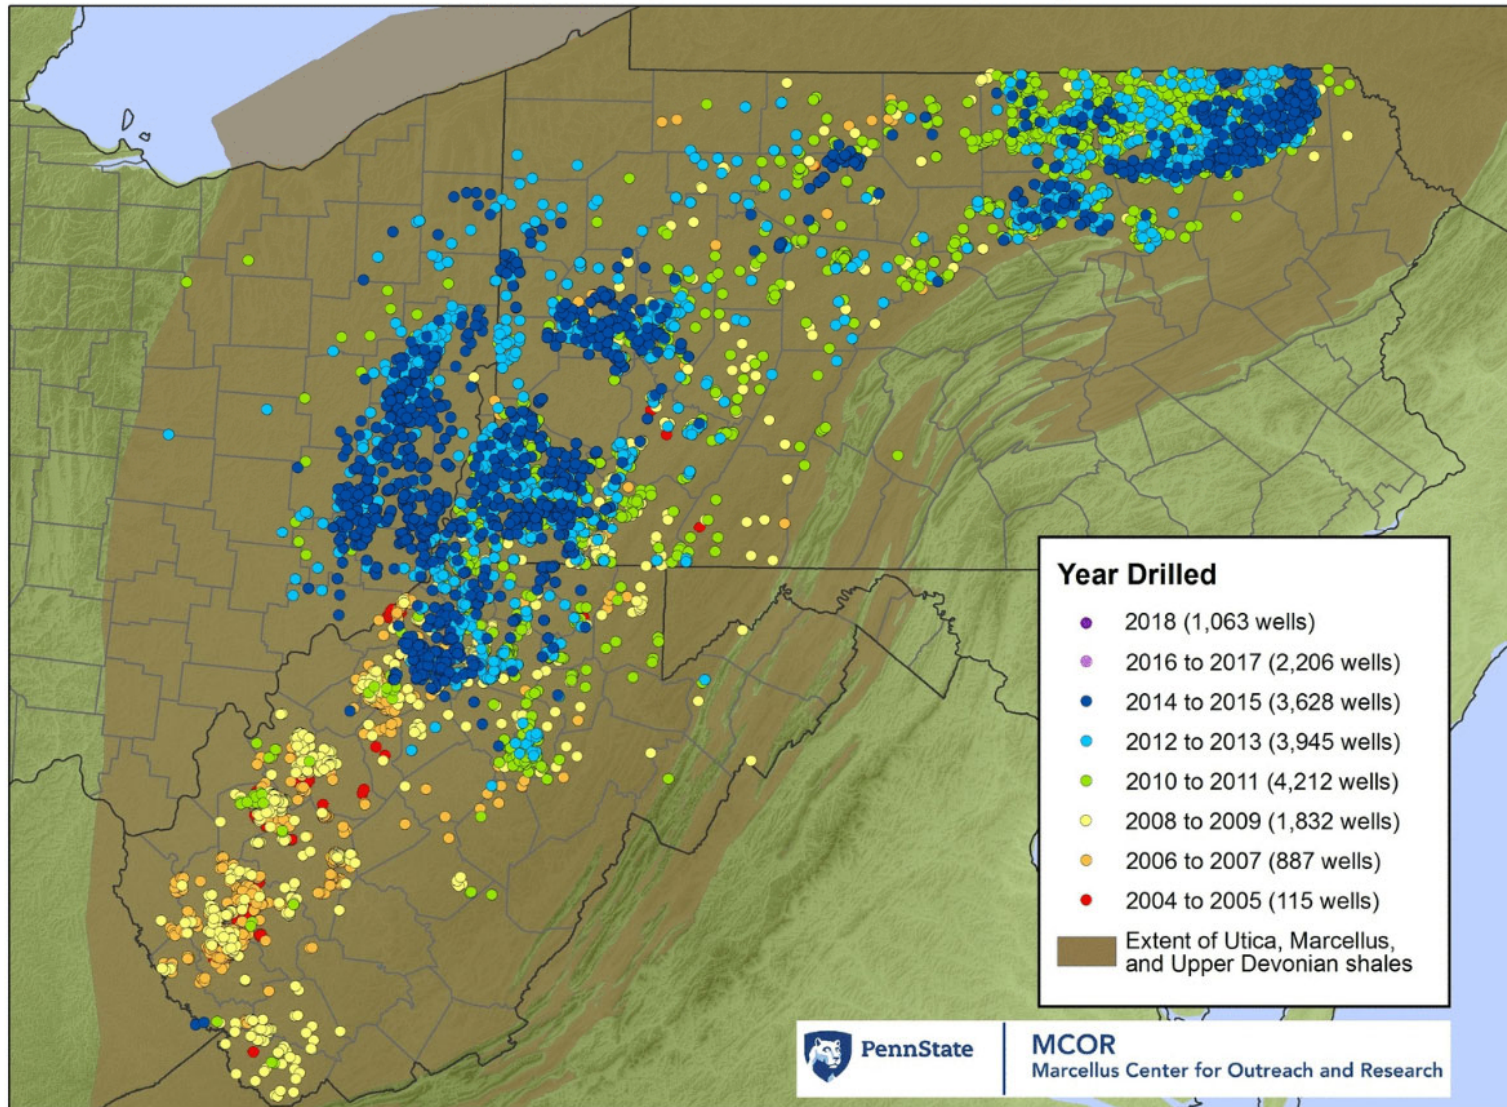 Year Drilled
2018 (1,063 wells)
2016 to 2017 (2,206 wells)
2014 to 2015 (3,628 wells)
2012 to 2013 (3,945 wells)
2010 to 2011 (4,212 wells)
2008 to 2009 (1,832 wells)
2006 to 2007 (887 wells)
2004 to 2005 (115 wells)
Extent of Utica, Marcellus,
and Upper Devonian shales
PennState
MCOR
Marcellus Center for Outreach and Research